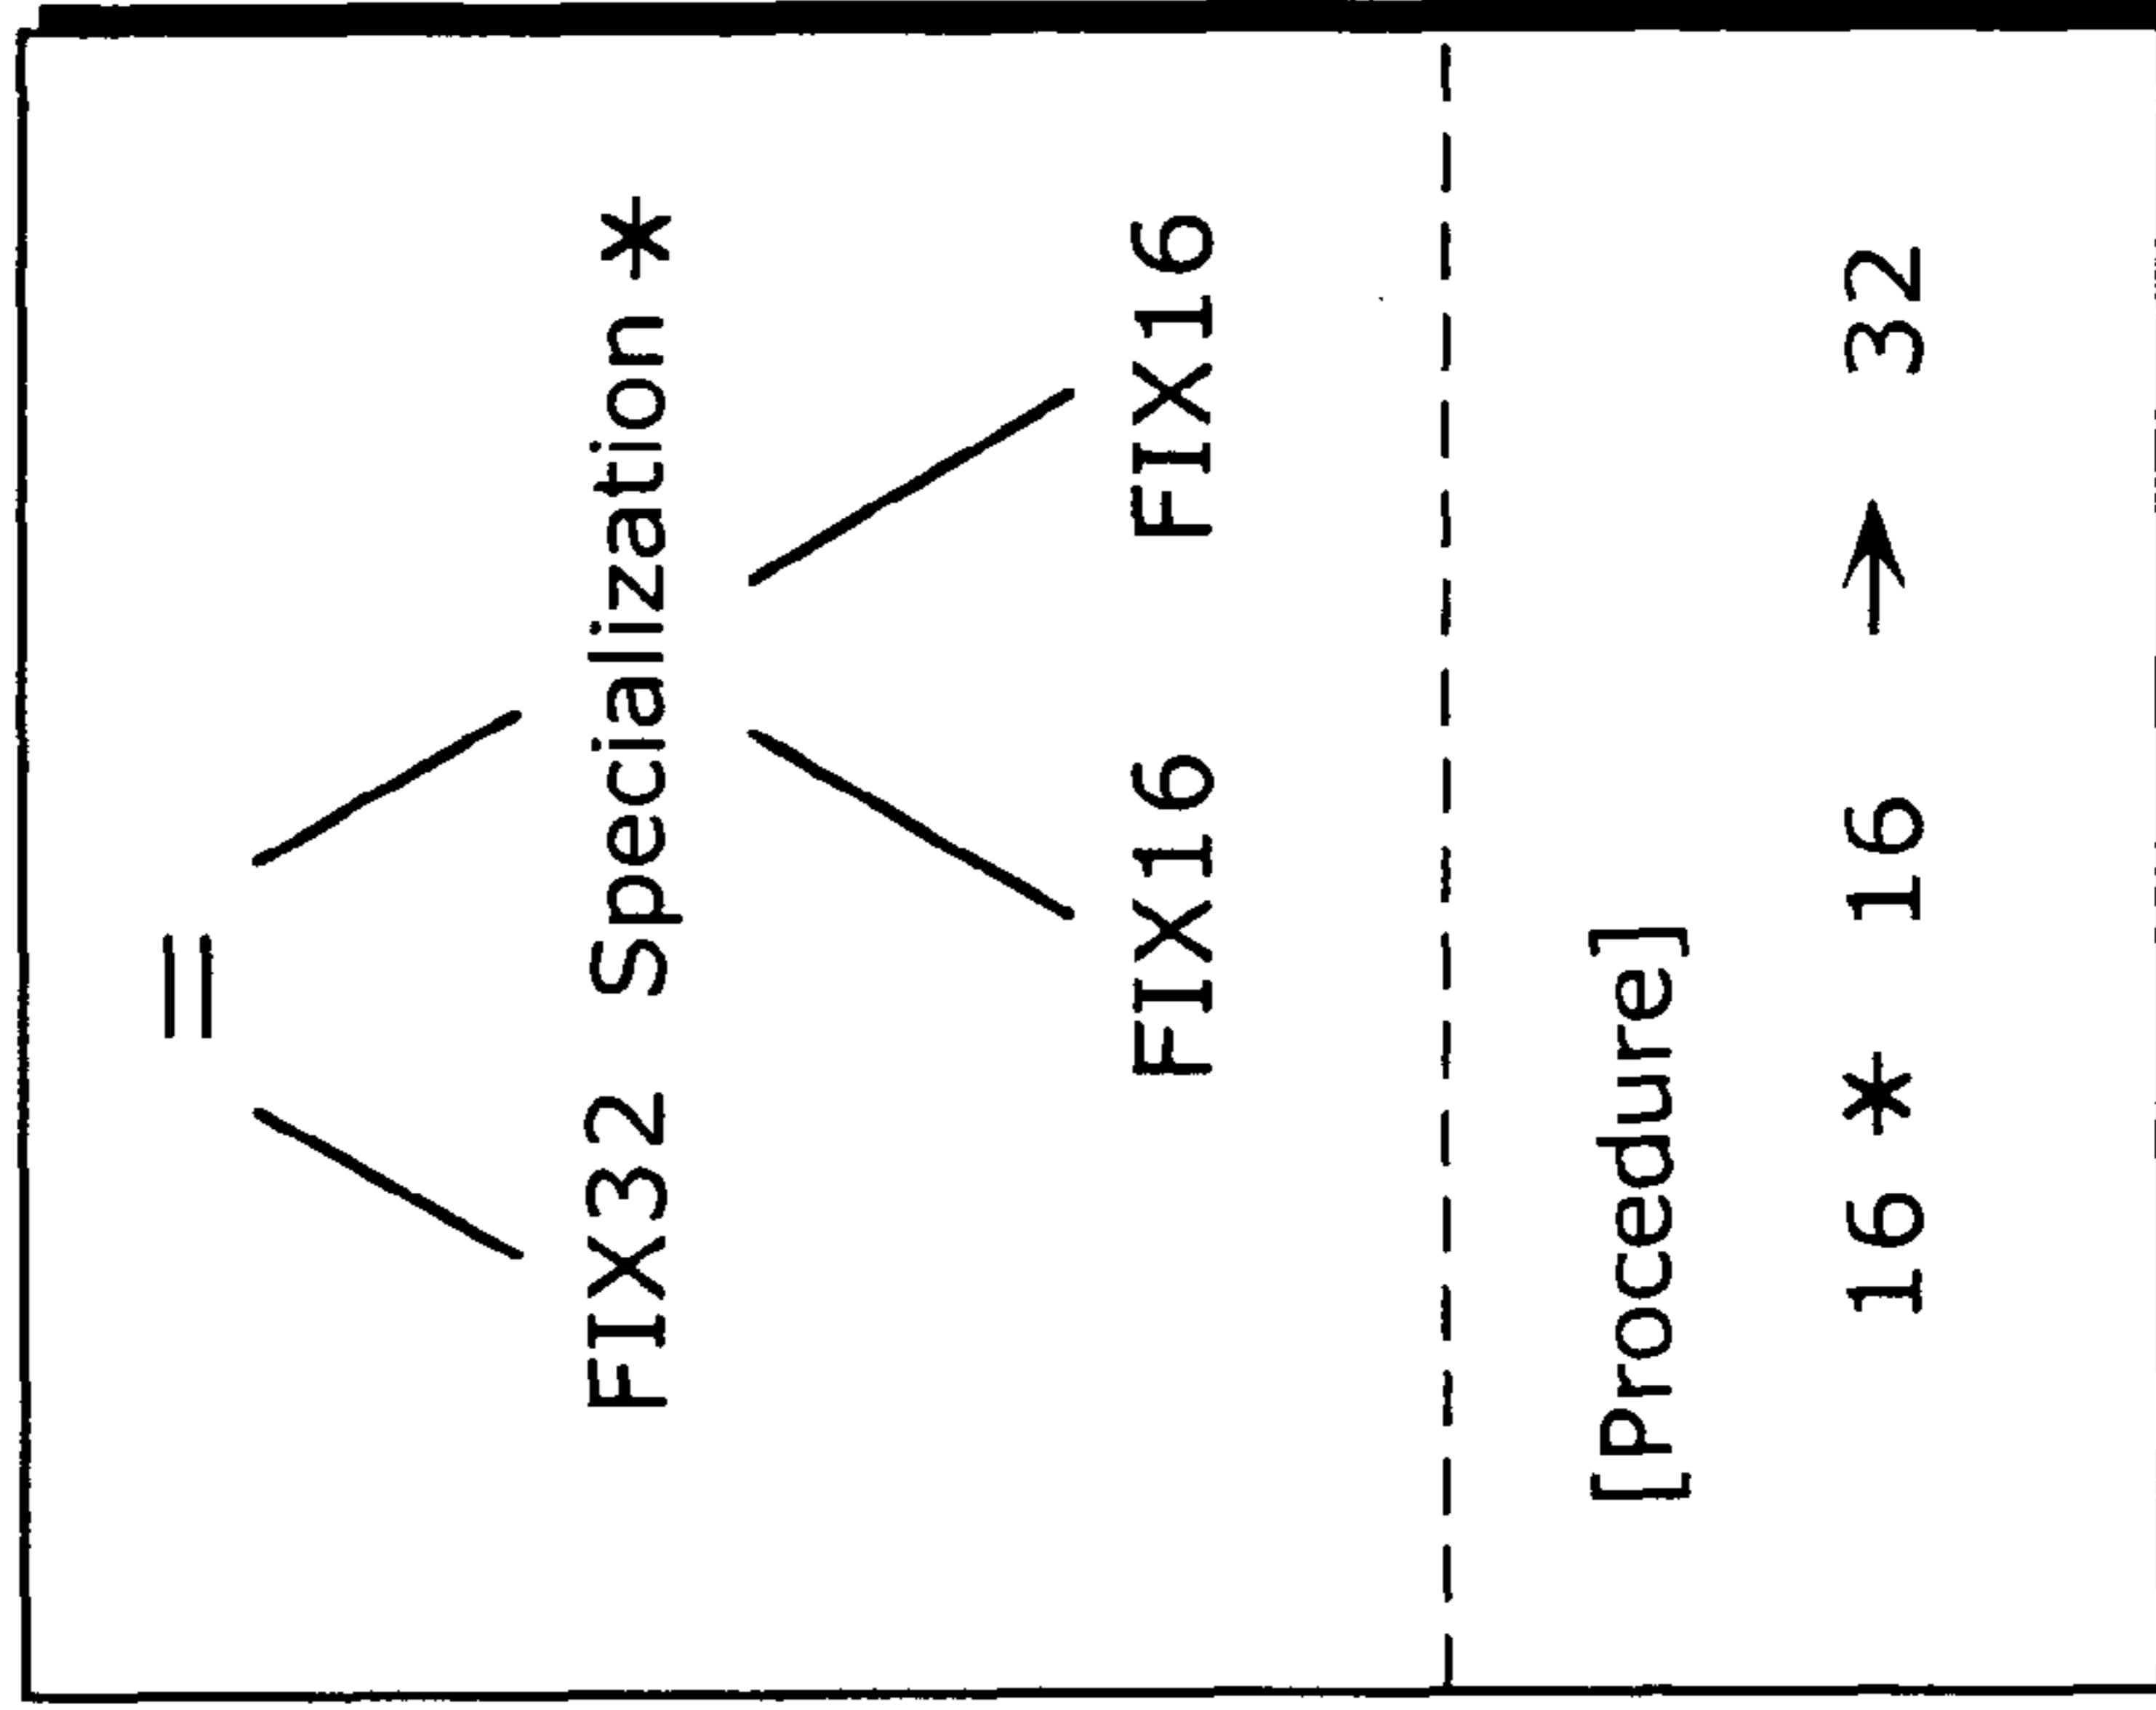 =
FIX32 Specialization *
FIX16 FIX16
[Procedure]
16 * 16 → 32